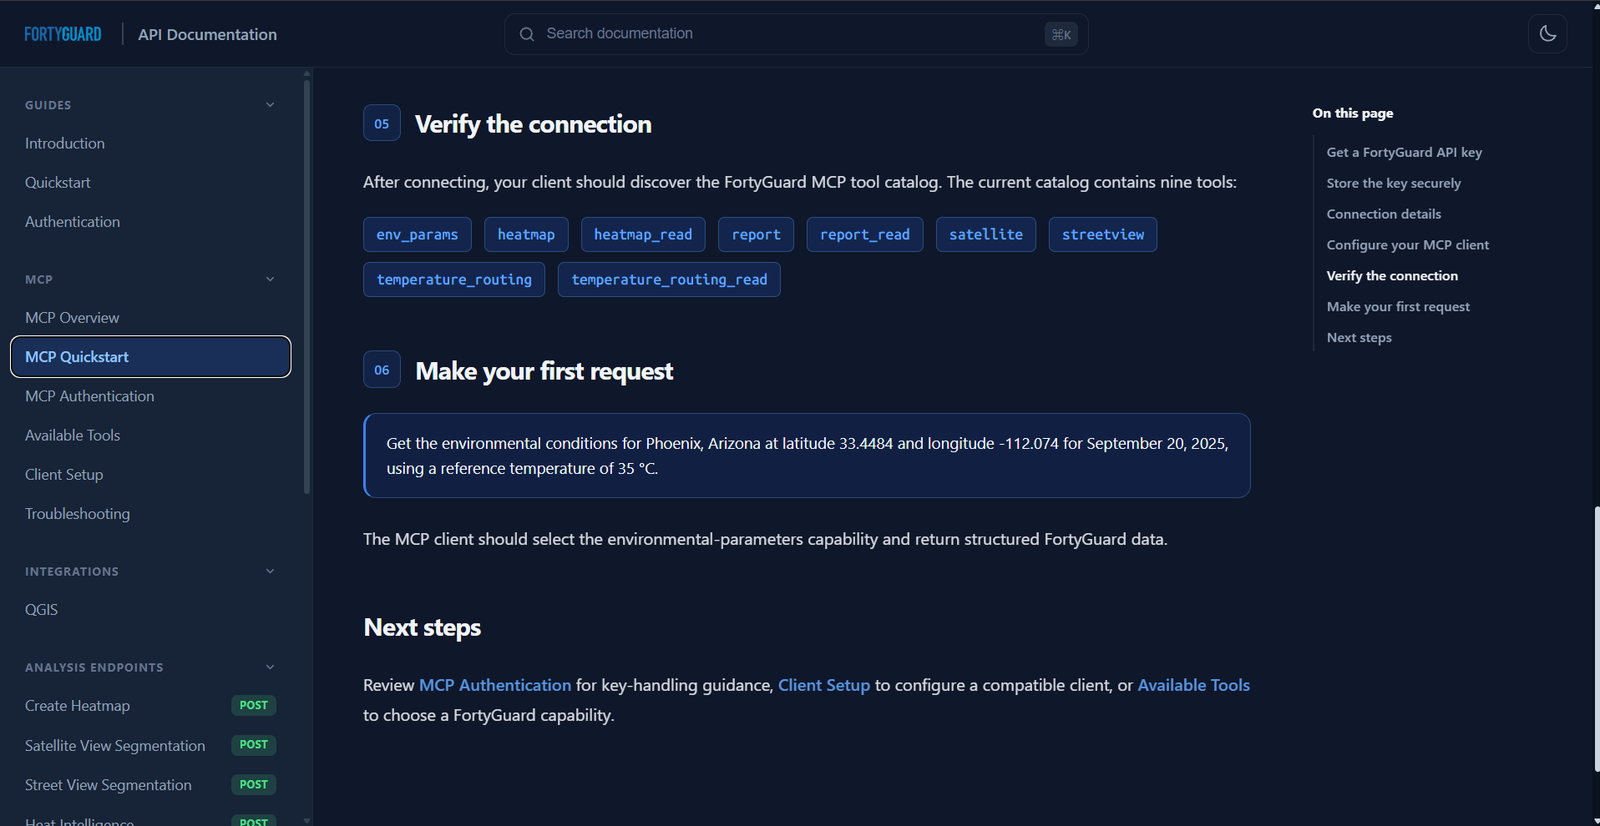 FORTYGUARD
API Documentation
Search documentation
⌘K
GUIDES
Introduction
Quickstart
Authentication
MCP
MCP Overview
MCP Quickstart
MCP Authentication
Available Tools
Client Setup
Troubleshooting
INTEGRATIONS
QGIS
ANALYSIS ENDPOINTS
Create Heatmap POST
Satellite View Segmentation POST
Street View Segmentation POST
Heat Intelligence POST
05 Verify the connection
After connecting, your client should discover the FortyGuard MCP tool catalog. The current catalog contains nine tools:
env_params heatmap heatmap_read report report_read satellite streetview
temperature_routing temperature_routing_read
06 Make your first request
Get the environmental conditions for Phoenix, Arizona at latitude 33.4484 and longitude -112.074 for September 20, 2025,
using a reference temperature of 35 °C.
The MCP client should select the environmental-parameters capability and return structured FortyGuard data.
Next steps
Review MCP Authentication for key-handling guidance, Client Setup to configure a compatible client, or Available Tools
to choose a FortyGuard capability.
On this page
Get a FortyGuard API key
Store the key securely
Connection details
Configure your MCP client
Verify the connection
Make your first request
Next steps